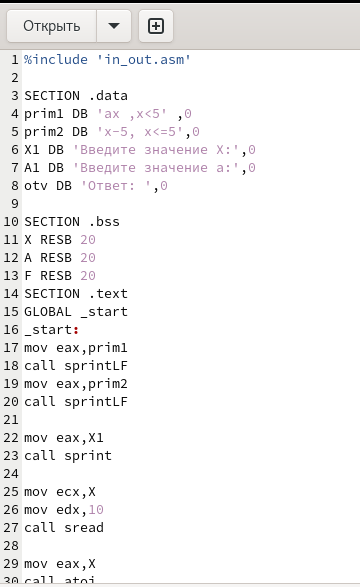 Открыть
1 %include 'in_out.asm'
2
3 SECTION .data
4 prim1 DB 'ax ,x<5' ,0
5 prim2 DB 'x-5, x<=5',0
6 X1 DB 'Введите значение X:',0
7 A1 DB 'Введите значение a:',0
8 otv DB 'Ответ: ',0
9
10 SECTION .bss
11 X RESB 20
12 A RESB 20
13 F RESB 20
14 SECTION .text
15 GLOBAL _start
16 _start:
17 mov eax,prim1
18 call sprintLF
19 mov eax,prim2
20 call sprintLF
21
22 mov eax,X1
23 call sprint
24
25 mov ecx,X
26 mov edx,10
27 call sread
28
29 mov eax,X
30 call atoi